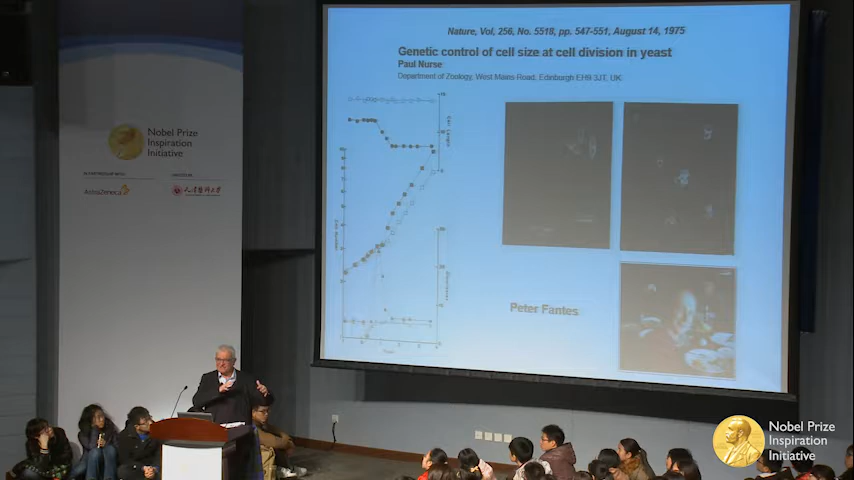 Nature, Vol, 256, No. 5518, pp. 547-551, August 14, 1975
Genetic control of cell size at cell division in yeast
Paul Nurse
Department of Zoology, West Mains Road, Edinburgh EH9 3JT, UK
Peter Fantes
Nobel Prize
Inspiration
Initiative
AstraZeneca
Nobel Prize
Inspiration
Initiative